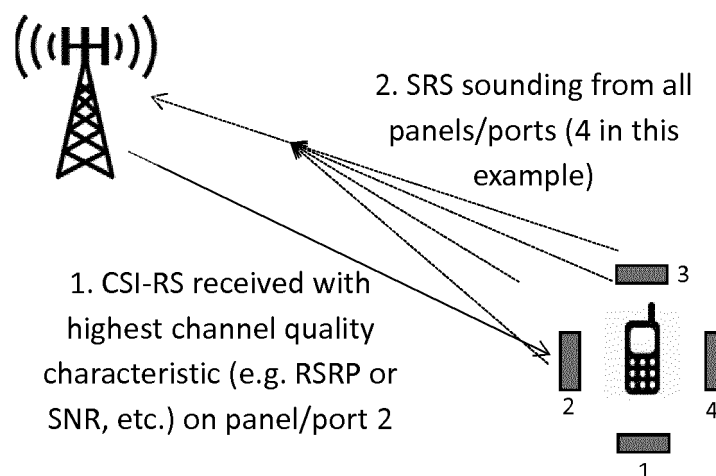 2. SRS sounding from all
panels/ports (4 in this
example)
1. CSI-RS received with
highest channel quality
characteristic (e.g. RSRP or
SNR, etc.) on panel/port 2
3
2
4
1